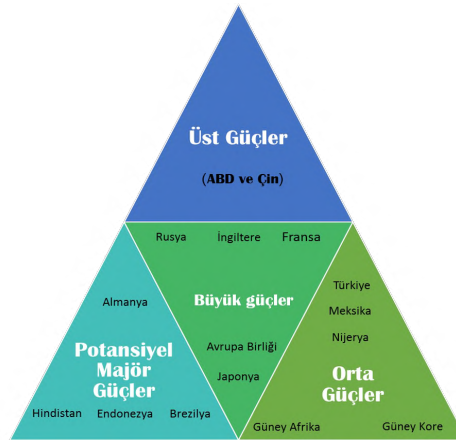 Üst Güçler
(ABD ve Çin)
Rusya İngiltere Fransa
Büyük güçler
Avrupa Birliği
Japonya
Almanya
Potansiyel
Majör
Güçler
Hindistan Endonezya Brezilya
Türkiye
Meksika
Nijerya
Orta
Güçler
Güney Afrika Güney Kore